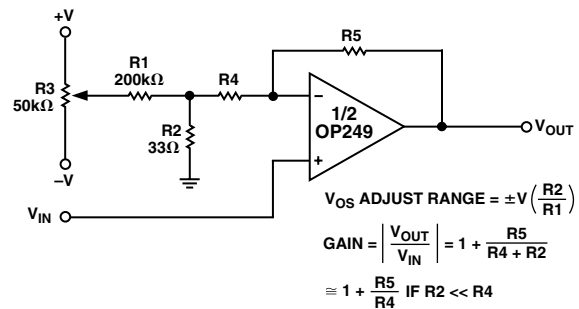 +V
R3
50kΩ
–V
R1
200kΩ
R2
33Ω
R4
R5
–
+
1/2
OP249
V_OUT
V_IN
V_OS ADJUST RANGE = ±V (R2/R1)
GAIN = |V_OUT/V_IN| = 1 + R5/(R4 + R2)
≅ 1 + R5/R4 IF R2 << R4